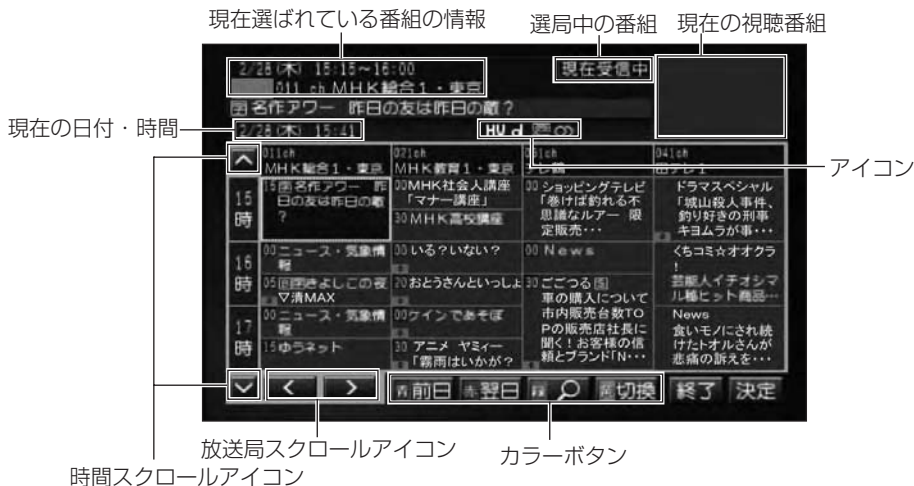 現在選ばれている番組の情報
選局中の番組
現在の視聴番組
2/28(木) 15:15～16:00
現在受信中
011 ch MHK総合1・東京
名作アワー 昨日の友は昨日の敵?
現在の日付・時間
2/28(木) 15:41
アイコン
011ch
MHK総合1・東京
021ch
MHK教育1・東京
041ch
15時
15 名作アワー 昨日の友は昨日の敵?
00 MHK社会人講座
「マナー講座」
30 MHK高校講座
00 ショッピングテレビ
「巻けば釣れる不
思議なルアー 限
定販売・・・
ドラマスペシャル
「城山殺人事件、
釣り好きの刑事
キヨムラが事・・・
16時
00 ニュース・気象情
報
05 きよしこの夜
▽清MAX
00 いる?いない?
20 おとうさんといっしょ
00 News
30 ごごつる
車の購入について
市内販売台数TO
Pの販売店社長に
聞く!お客様の信
頼とブランド「N・・・
くちコミ☆オオクラ
!
芸能人イチオシマ
ル秘ヒット商品・・・
17時
00 ニュース・気象情
報
15 ゆうネット
00 ケインであそぼ
30 アニメ ヤミィー
「霧雨はいかが?
News
食いモノにされ続
けたトオルさんが
悲痛の訴えを・・・
青 前日
赤 翌日
緑
黄 切換
終了
決定
放送局スクロールアイコン
カラーボタン
時間スクロールアイコン